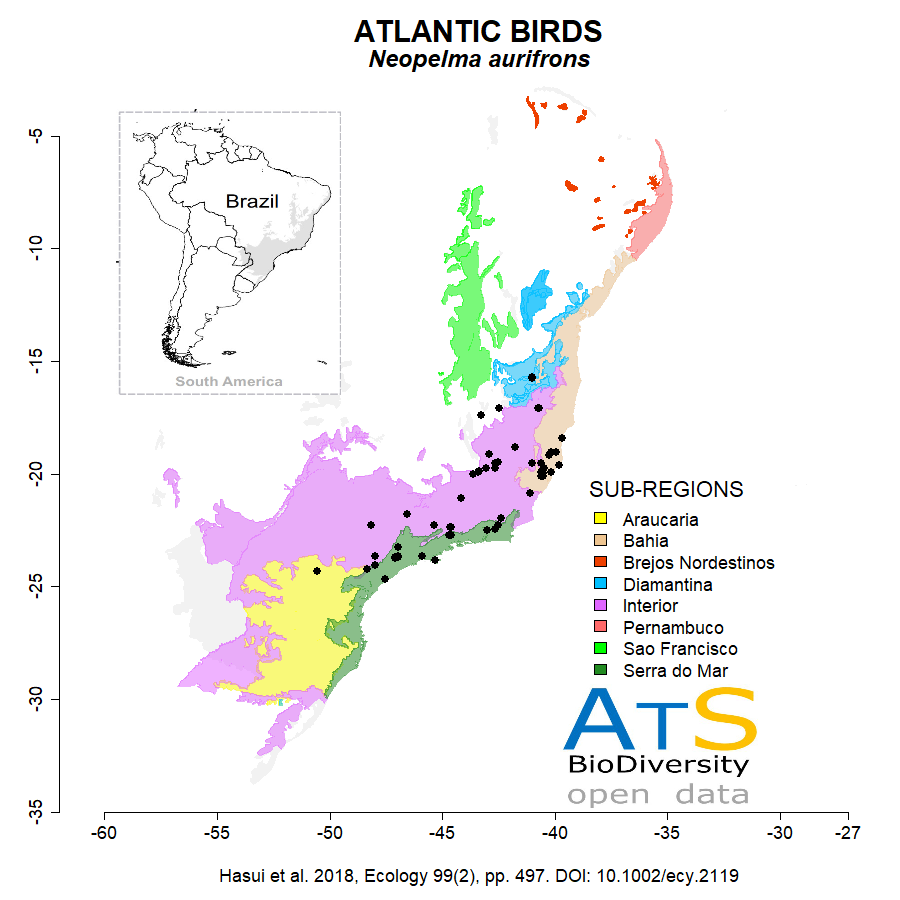 ATLANTIC BIRDS
Neopelma aurifrons
-5
-10
-15
-20
-25
-30
-35
Brazil
South America
SUB-REGIONS
Araucaria
Bahia
Brejos Nordestinos
Diamantina
Interior
Pernambuco
Sao Francisco
Serra do Mar
ATS
BioDiversity
open data
-60 -55 -50 -45 -40 -35 -30 -27
Hasui et al. 2018, Ecology 99(2), pp. 497. DOI: 10.1002/ecy.2119